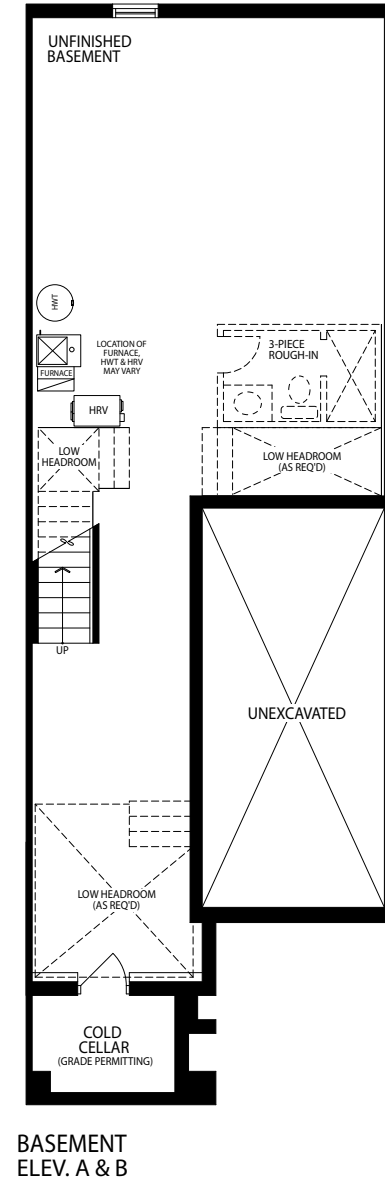 UNFINISHED
BASEMENT
HWT
LOCATION OF
FURNACE,
HWT & HRV
MAY VARY
FURNACE
HRV
3-PIECE
ROUGH-IN
LOW
HEADROOM
LOW HEADROOM
(AS REQ'D)
UP
UNEXCAVATED
LOW HEADROOM
(AS REQ'D)
COLD
CELLAR
(GRADE PERMITTING)
BASEMENT
ELEV. A & B